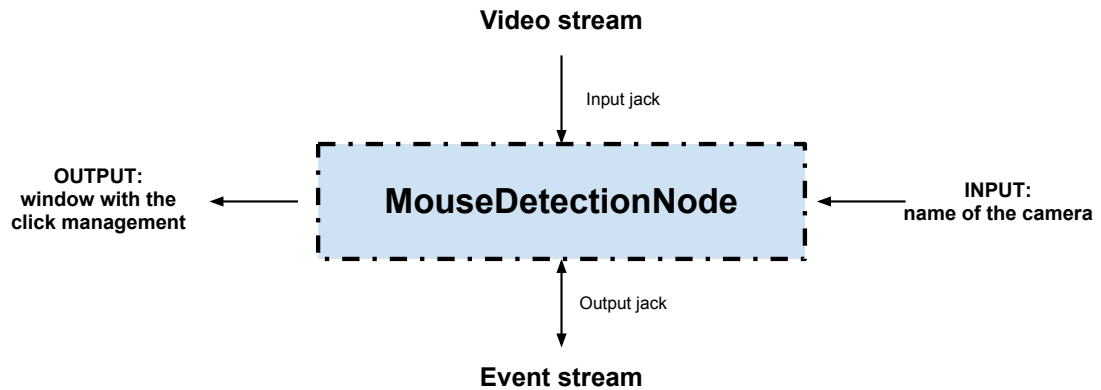 Video stream
Input jack
OUTPUT:
window with the
click management
MouseDetectionNode
INPUT:
name of the camera
Output jack
Event stream